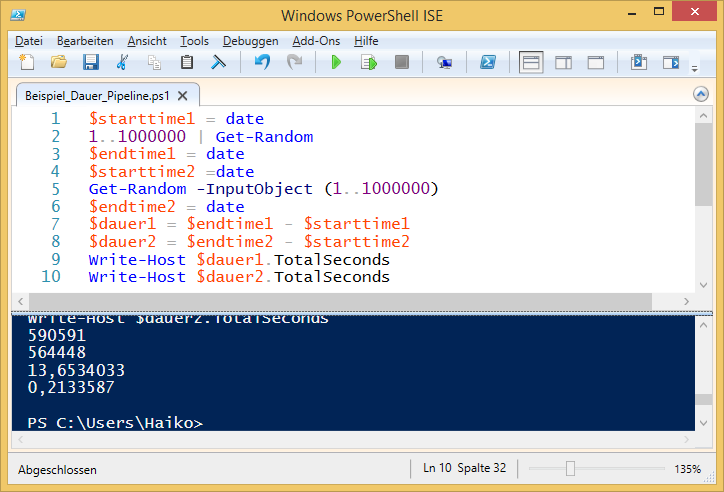 Windows PowerShell ISE
Datei Bearbeiten Ansicht Tools Debuggen Add-Ons Hilfe
Beispiel_Dauer_Pipeline.ps1
1 $starttime1 = date
2 1..1000000 | Get-Random
3 $endtime1 = date
4 $starttime2 =date
5 Get-Random -InputObject (1..1000000)
6 $endtime2 = date
7 $dauer1 = $endtime1 - $starttime1
8 $dauer2 = $endtime2 - $starttime2
9 Write-Host $dauer1.TotalSeconds
10 Write-Host $dauer2.TotalSeconds
Write-Host $dauer2.TotalSeconds
590591
564448
13,6534033
0,2133587
PS C:\Users\Haiko>
Abgeschlossen Ln 10 Spalte 32 135%